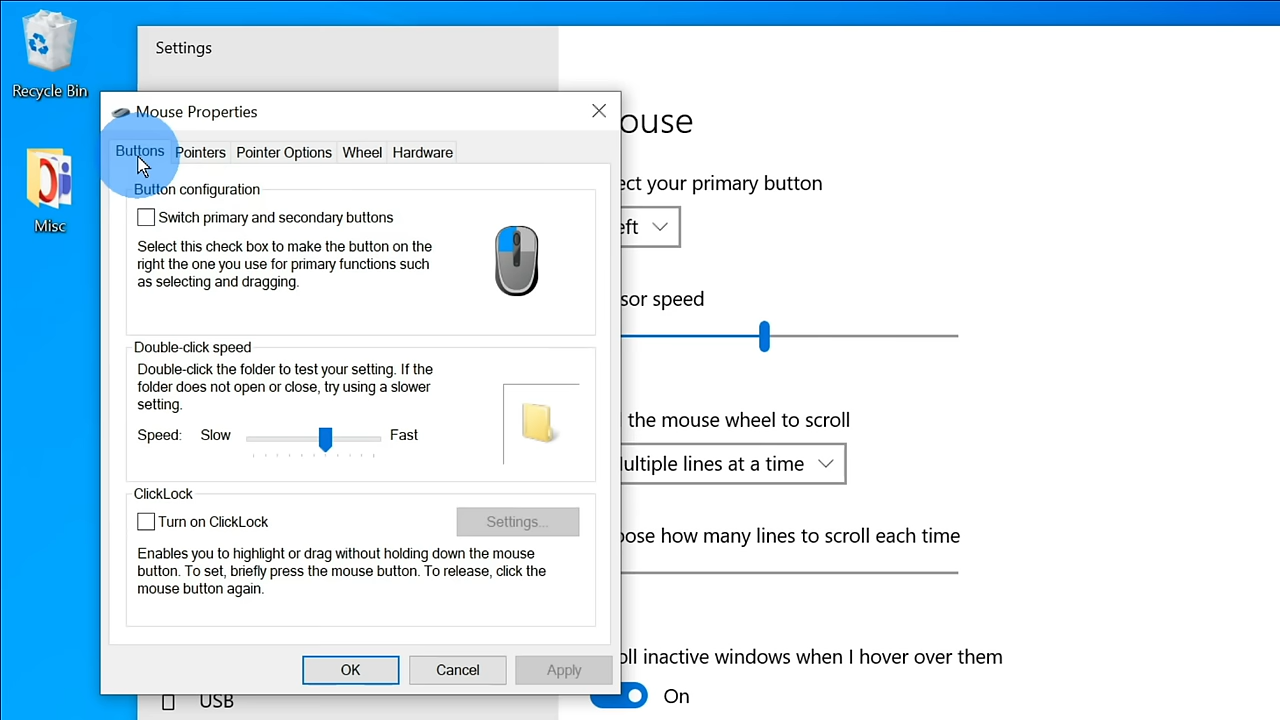 Recycle Bin
Misc
Settings
Mouse Properties
Buttons
Pointers
Pointer Options
Wheel
Hardware
Button configuration
Switch primary and secondary buttons
Select this check box to make the button on the
right the one you use for primary functions such
as selecting and dragging.
Double-click speed
Double-click the folder to test your setting. If the
folder does not open or close, try using a slower
setting.
Speed: Slow Fast
ClickLock
Turn on ClickLock
Settings...
Enables you to highlight or drag without holding down the mouse
button. To set, briefly press the mouse button. To release, click the
mouse button again.
OK
Cancel
Apply
USB
ouse
ect your primary button
eft
sor speed
the mouse wheel to scroll
ultiple lines at a time
ose how many lines to scroll each time
oll inactive windows when I hover over them
On